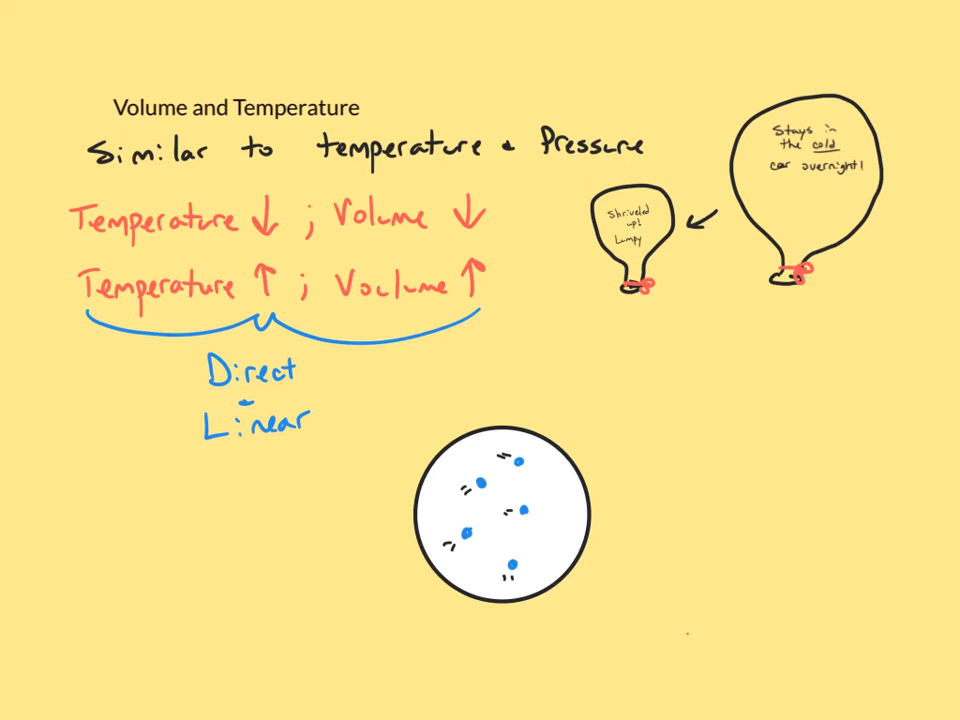 Volume and Temperature
Similar to temperature & Pressure
Temperature ↓ ; Volume ↓
Temperature ↑ ; Volume ↑
Direct
-
Linear
Shriveled
up!
Lumpy
Stays in
the cold
car overnight!